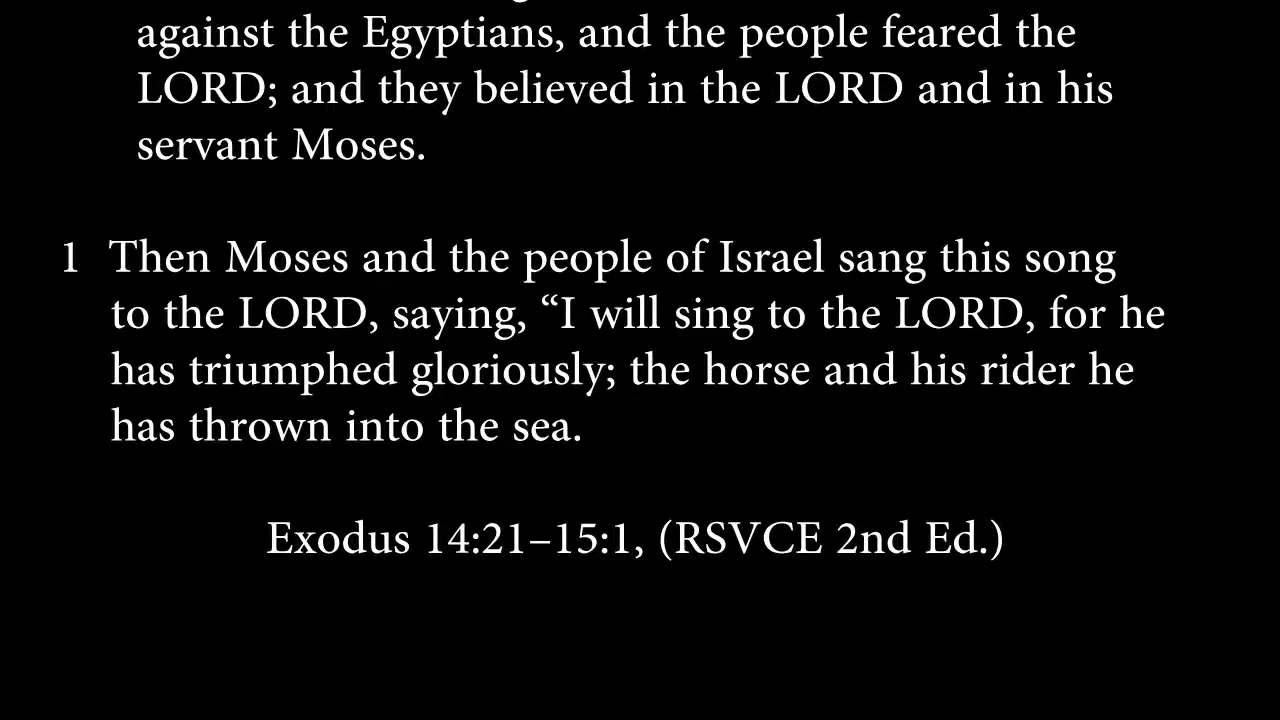 against the Egyptians, and the people feared the
LORD; and they believed in the LORD and in his
servant Moses.
1 Then Moses and the people of Israel sang this song
to the LORD, saying, “I will sing to the LORD, for he
has triumphed gloriously; the horse and his rider he
has thrown into the sea.
Exodus 14:21–15:1, (RSVCE 2nd Ed.)